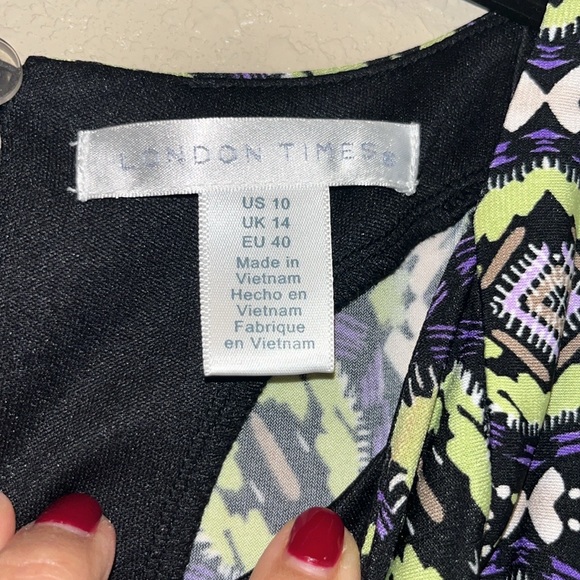 LONDON TIMES®
US 10
UK 14
EU 40
Made in
Vietnam
Hecho en
Vietnam
Fabrique
en Vietnam